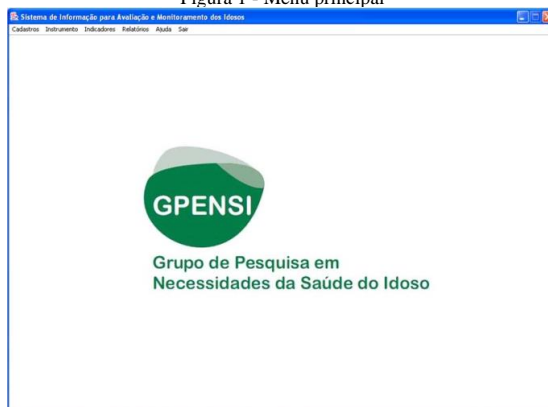 Figura 1 - Menu principal
Sistema de Informação para Avaliação e Monitoramento dos Idosos
Cadastros Instrumento Indicadores Relatórios Ajuda Sair
GPENSI
Grupo de Pesquisa em
Necessidades da Saúde do Idoso